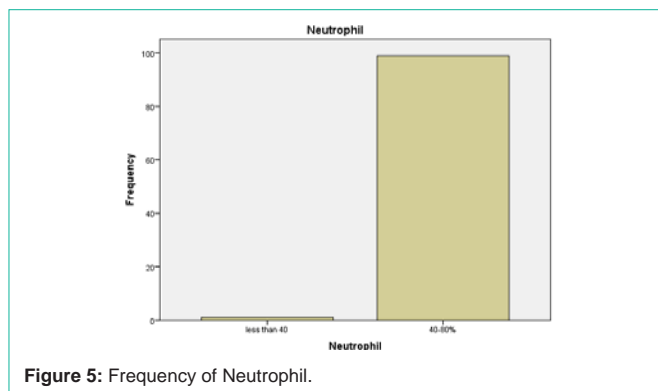 Neutrophil
100
80
60
40
20
0
Frequency
less than 40
40-80%
Neutrophil
Figure 5: Frequency of Neutrophil.